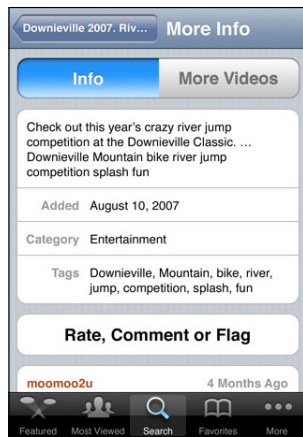 Downieville 2007. Riv...
More Info
Info
More Videos
Check out this year's crazy river jump
competition at the Downieville Classic. ...
Downieville Mountain bike river jump
competition splash fun
Added August 10, 2007
Category Entertainment
Tags Downieville, Mountain, bike, river,
jump, competition, splash, fun
Rate, Comment or Flag
moomoo2u 4 Months Ago
Featured Most Viewed Search Favorites More